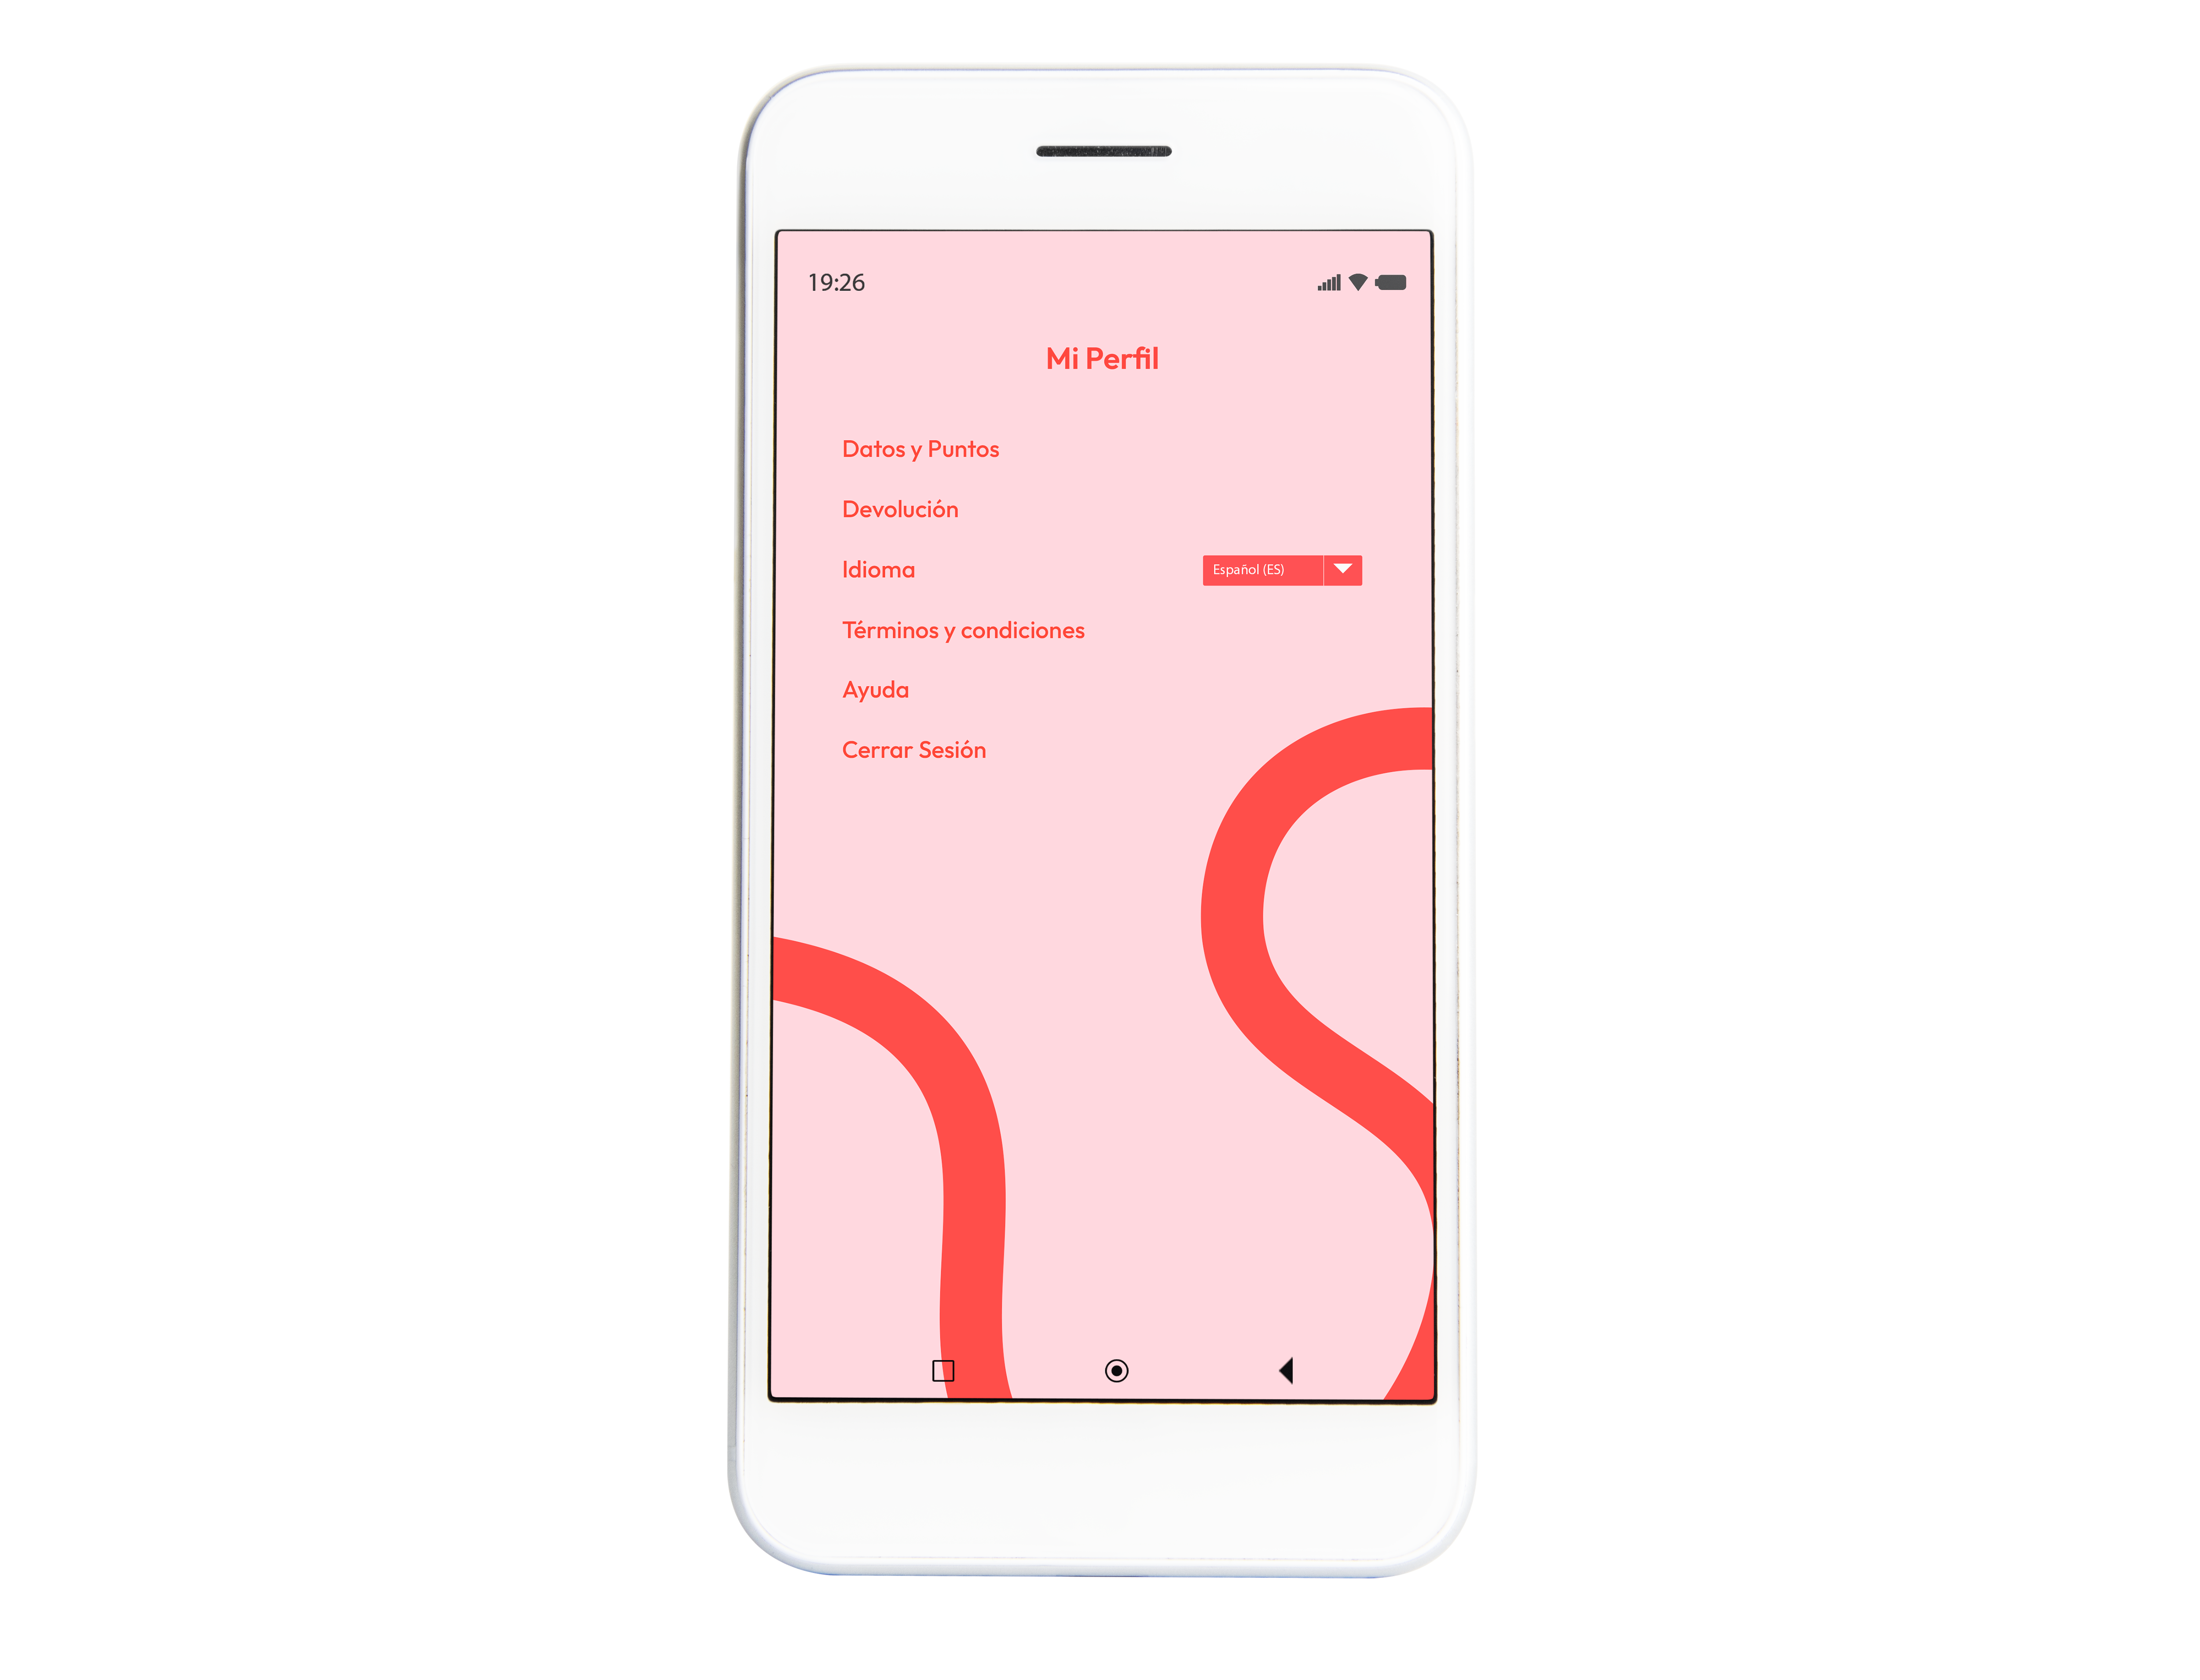 19:26
Mi Perfil
Datos y Puntos
Devolución
Idioma
Español (ES)
Términos y condiciones
Ayuda
Cerrar Sesión